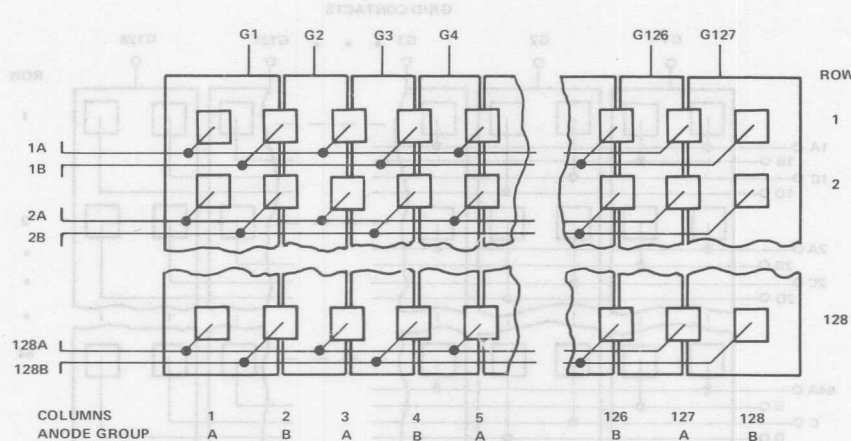 G1 G2 G3 G4 G126 G127
ROW
1
1A
1B
2
2A
2B
128
128A
128B
COLUMNS 1 2 3 4 5 126 127 128
ANODE GROUP A B A B A B A B